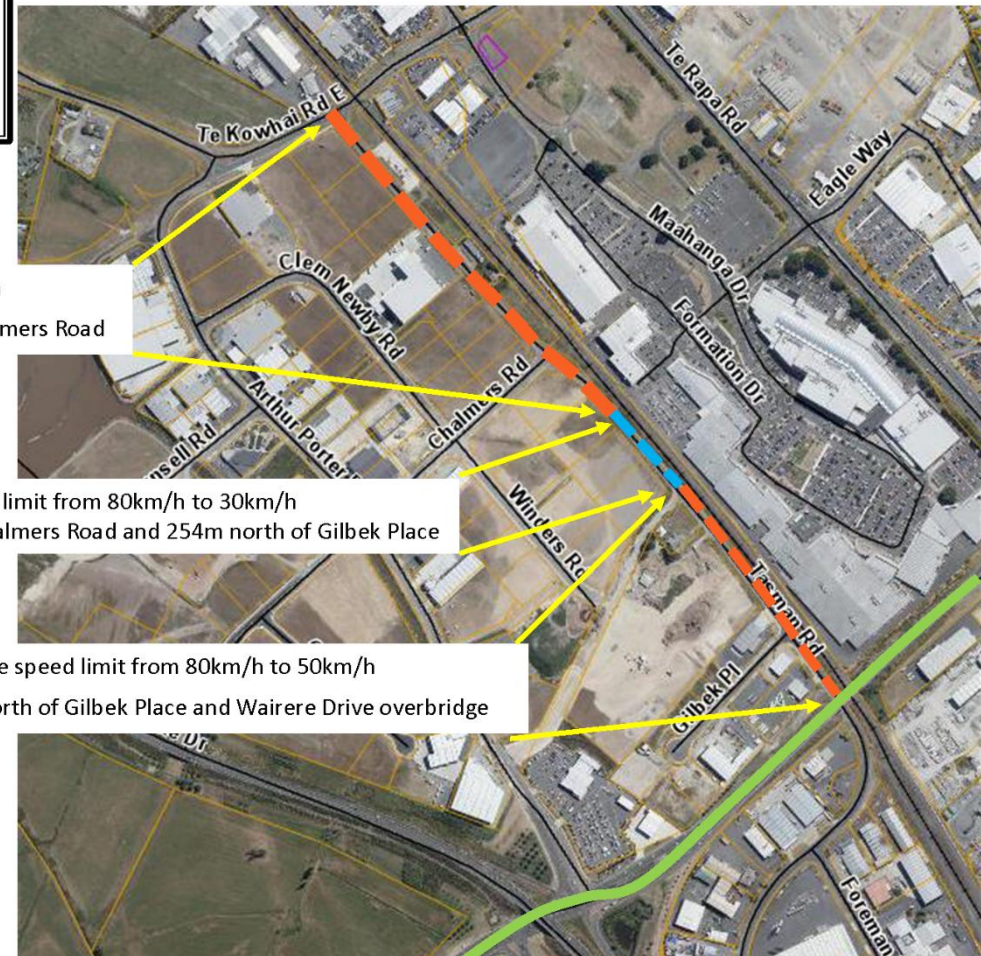 Te Rapa Rd
Te Kowhai Rd E
Eagle Way
Maahanga Dr
Clem Newby Rd
Formation Dr
almers Road
Chalmers Rd
Arthur Porter
nsell Rd
limit from 80km/h to 30km/h
almers Road and 254m north of Gilbek Place
Winders Rd
Tasman Rd
e speed limit from 80km/h to 50km/h
orth of Gilbek Place and Wairere Drive overbridge
Gilbek Pl
e Dr
Foreman